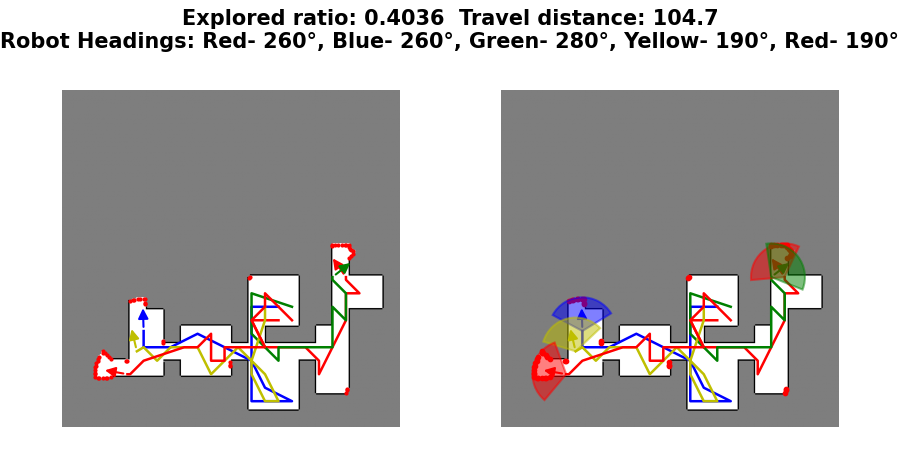 Explored ratio: 0.4036  Travel distance: 104.7
Robot Headings: Red- 260°, Blue- 260°, Green- 280°, Yellow- 190°, Red- 190°